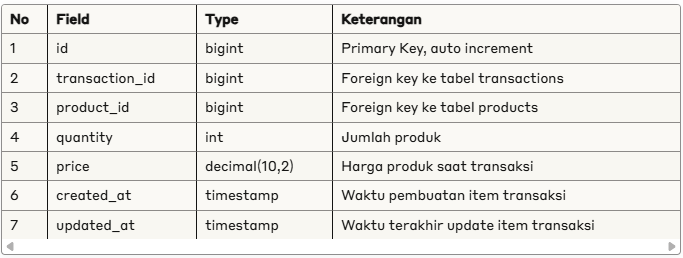 No Field Type Keterangan
1 id bigint Primary Key, auto increment
2 transaction_id bigint Foreign key ke tabel transactions
3 product_id bigint Foreign key ke tabel products
4 quantity int Jumlah produk
5 price decimal(10,2) Harga produk saat transaksi
6 created_at timestamp Waktu pembuatan item transaksi
7 updated_at timestamp Waktu terakhir update item transaksi